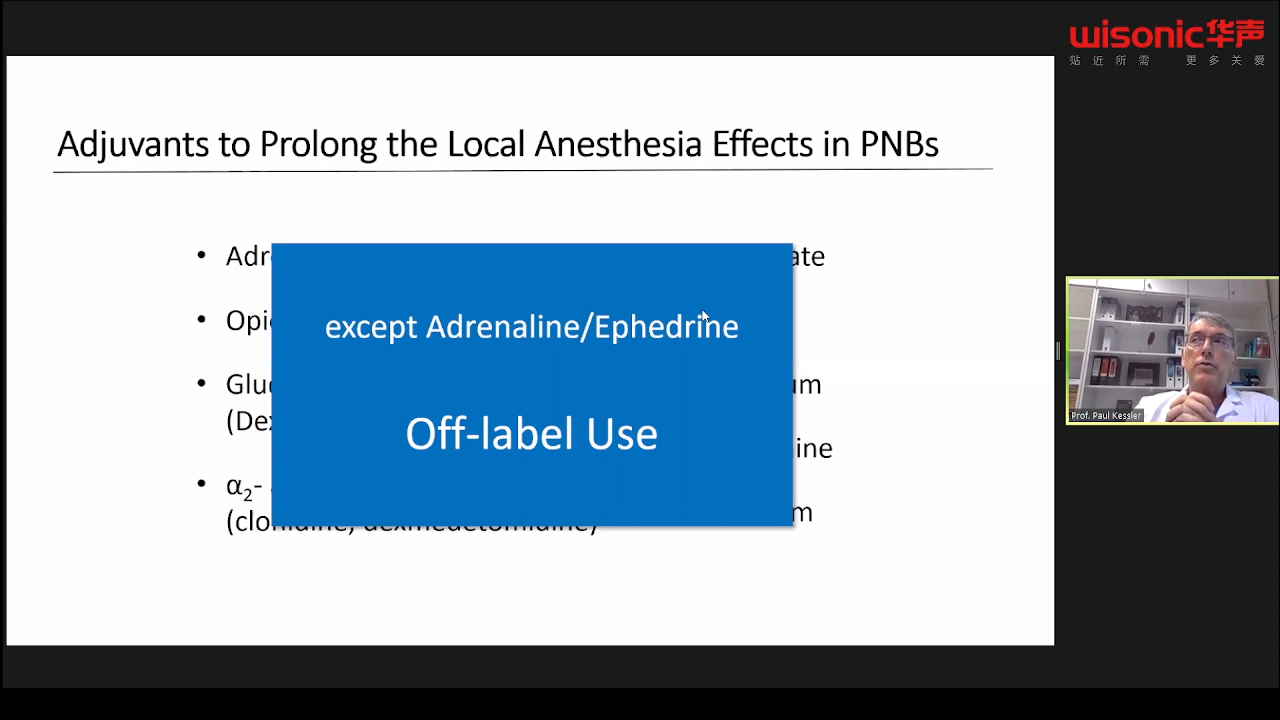 wisonic华声
贴近所需 更多关爱
Adjuvants to Prolong the Local Anesthesia Effects in PNBs
• Adr
ate
except Adrenaline/Ephedrine
• Opi
• Glu
um
(De
Off-label Use
ine
• α2-
m
(clonidine, dexmedetomidine)
Prof. Paul Kessler